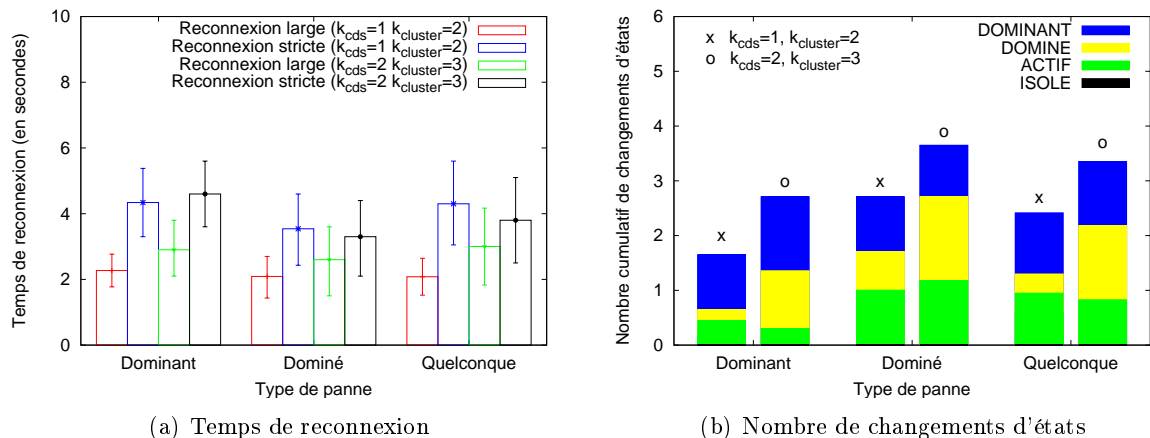 Temps de reconnexion (en secondes)
10
8
6
4
2
0
Reconnexion large (kcds=1 kcluster=2)
Reconnexion stricte (kcds=1 kcluster=2)
Reconnexion large (kcds=2 kcluster=3)
Reconnexion stricte (kcds=2 kcluster=3)
Dominant Dominé Quelconque
Type de panne
(a) Temps de reconnexion
Nombre cumulatif de changements d'états
6
5
4
3
2
1
0
x kcds=1, kcluster=2
o kcds=2, kcluster=3
DOMINANT
DOMINE
ACTIF
ISOLE
x o x o x o
Dominant Dominé Quelconque
Type de panne
(b) Nombre de changements d'états